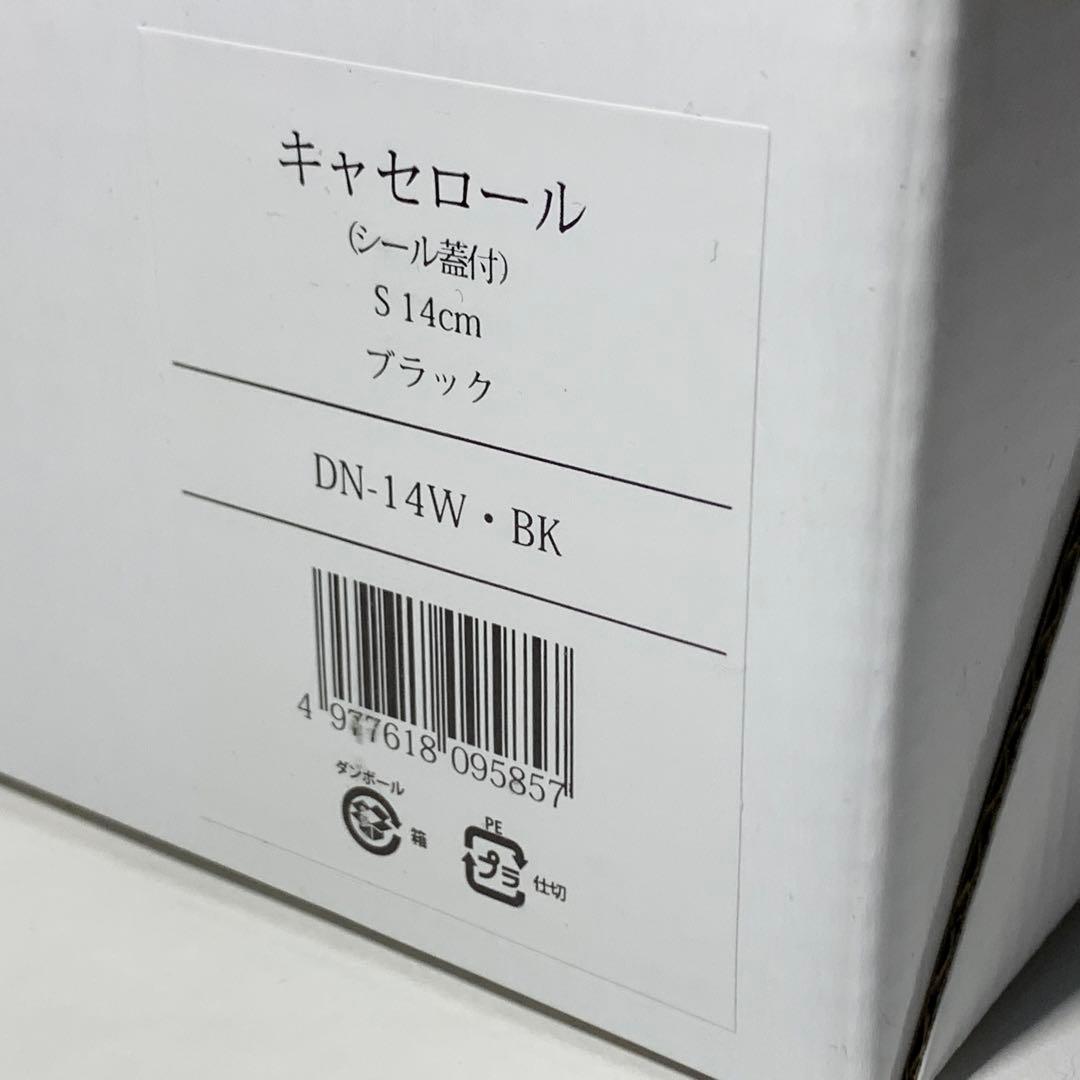 キャセロール
(シール蓋付)
S 14cm
ブラック
DN-14W・BK
4 977618 095857
ダンボール
箱
PE
プラ
仕切